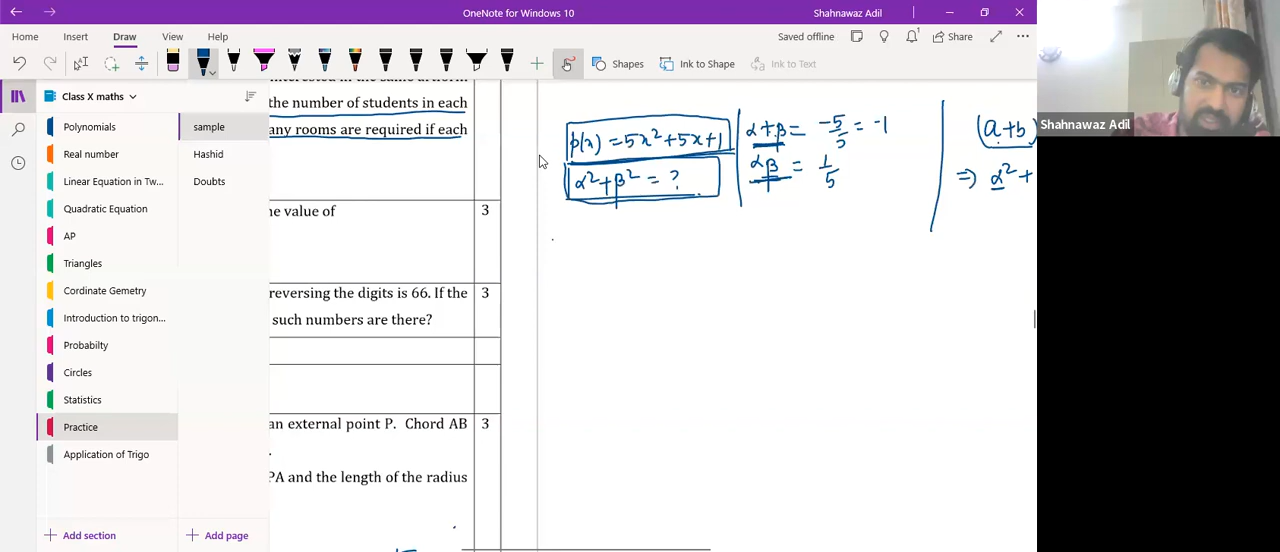 OneNote for Windows 10
Shahnawaz Adil
Home Insert Draw View Help
Saved offline
Share
Shapes
Ink to Shape
Ink to Text
Class X maths
Polynomials
Real number
Linear Equation in Tw...
Quadratic Equation
AP
Triangles
Cordinate Gemetry
Introduction to trigon...
Probabilty
Circles
Statistics
Practice
Application of Trigo
Add section
sample
Hashid
Doubts
Add page
the number of students in each
any rooms are required if each
he value of 3
reversing the digits is 66. If the 3
such numbers are there?
an external point P. Chord AB 3
.
PA and the length of the radius
p(x) = 5x² + 5x + 1
α² + β² = ?
α + β = -5/5 = -1
αβ = 1/5
(a+b)
⇒ α² +
Shahnawaz Adil